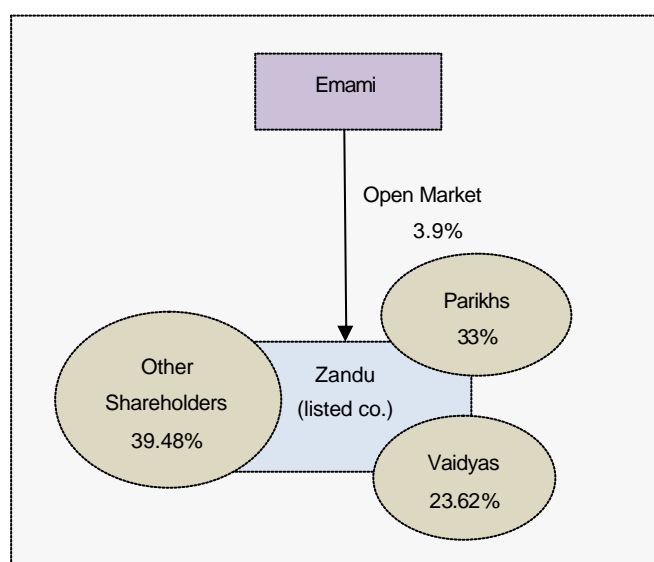 Emami
Open Market
3.9%
Parikhs
33%
Other
Shareholders
39.48%
Zandu
(listed co.)
Vaidyas
23.62%